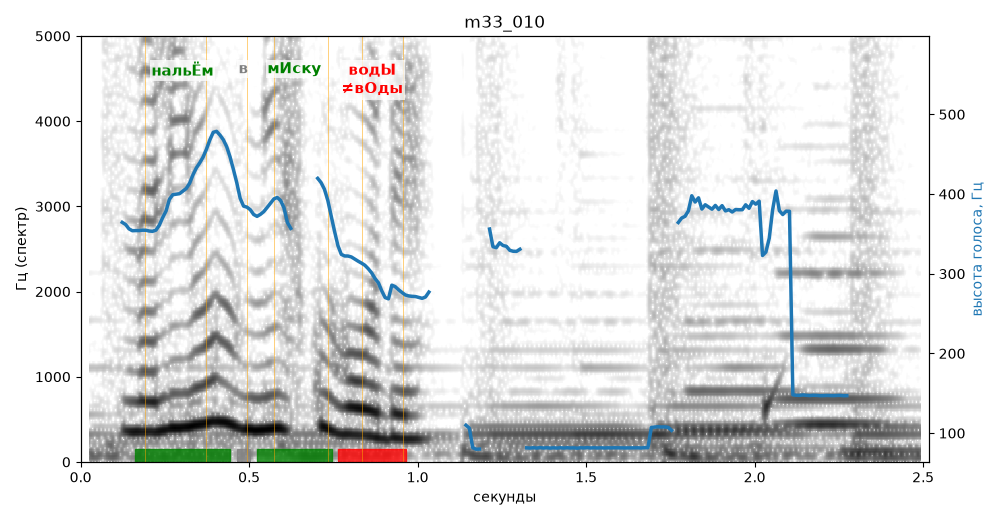 m33_010
нальЁм в мИску водЫ
≠вОды
Гц (спектр)
5000
4000
3000
2000
1000
0
500
400
300
200
100
высота голоса, Гц
0.0 0.5 1.0 1.5 2.0 2.5
секунды